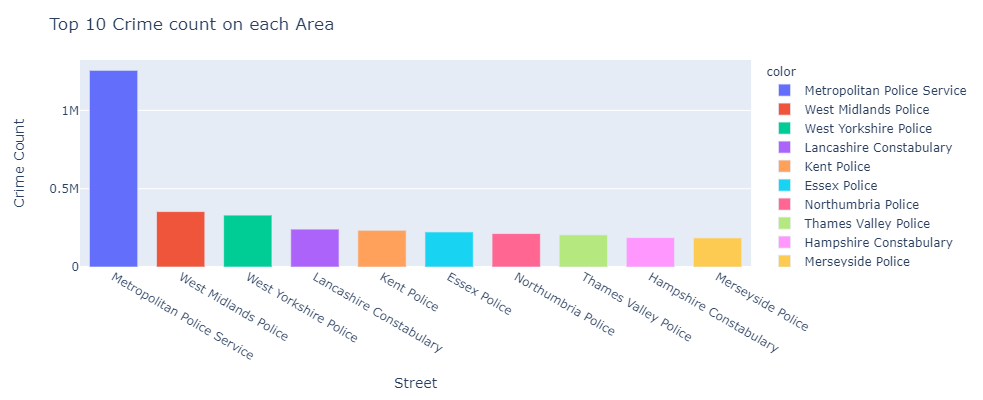 Top 10 Crime count on each Area
Crime Count
1M
0.5M
0
Metropolitan Police Service
West Midlands Police
West Yorkshire Police
Lancashire Constabulary
Kent Police
Essex Police
Northumbria Police
Thames Valley Police
Hampshire Constabulary
Merseyside Police
Street
color
Metropolitan Police Service
West Midlands Police
West Yorkshire Police
Lancashire Constabulary
Kent Police
Essex Police
Northumbria Police
Thames Valley Police
Hampshire Constabulary
Merseyside Police